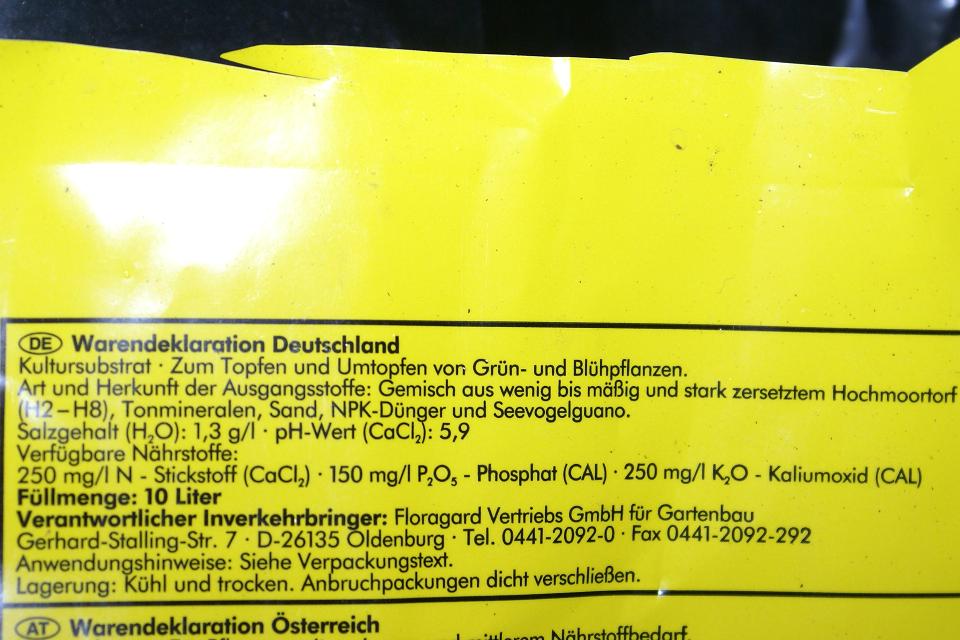 DE Warendeklaration Deutschland
Kultursubstrat · Zum Topfen und Umtopfen von Grün- und Blühpflanzen.
Art und Herkunft der Ausgangsstoffe: Gemisch aus wenig bis mäßig und stark zersetztem Hochmoortorf
(H2 – H8), Tonmineralen, Sand, NPK-Dünger und Seevogelguano.
Salzgehalt (H₂O): 1,3 g/l · pH-Wert (CaCl₂): 5,9
Verfügbare Nährstoffe:
250 mg/l N - Stickstoff (CaCl₂) · 150 mg/l P₂O₅ - Phosphat (CAL) · 250 mg/l K₂O - Kaliumoxid (CAL)
Füllmenge: 10 Liter
Verantwortlicher Inverkehrbringer: Floragard Vertriebs GmbH für Gartenbau
Gerhard-Stalling-Str. 7 · D-26135 Oldenburg · Tel. 0441-2092-0 · Fax 0441-2092-292
Anwendungshinweise: Siehe Verpackungstext.
Lagerung: Kühl und trocken. Anbruchpackungen dicht verschließen.
AT Warendeklaration Österreich
Nährstoffbedarf.